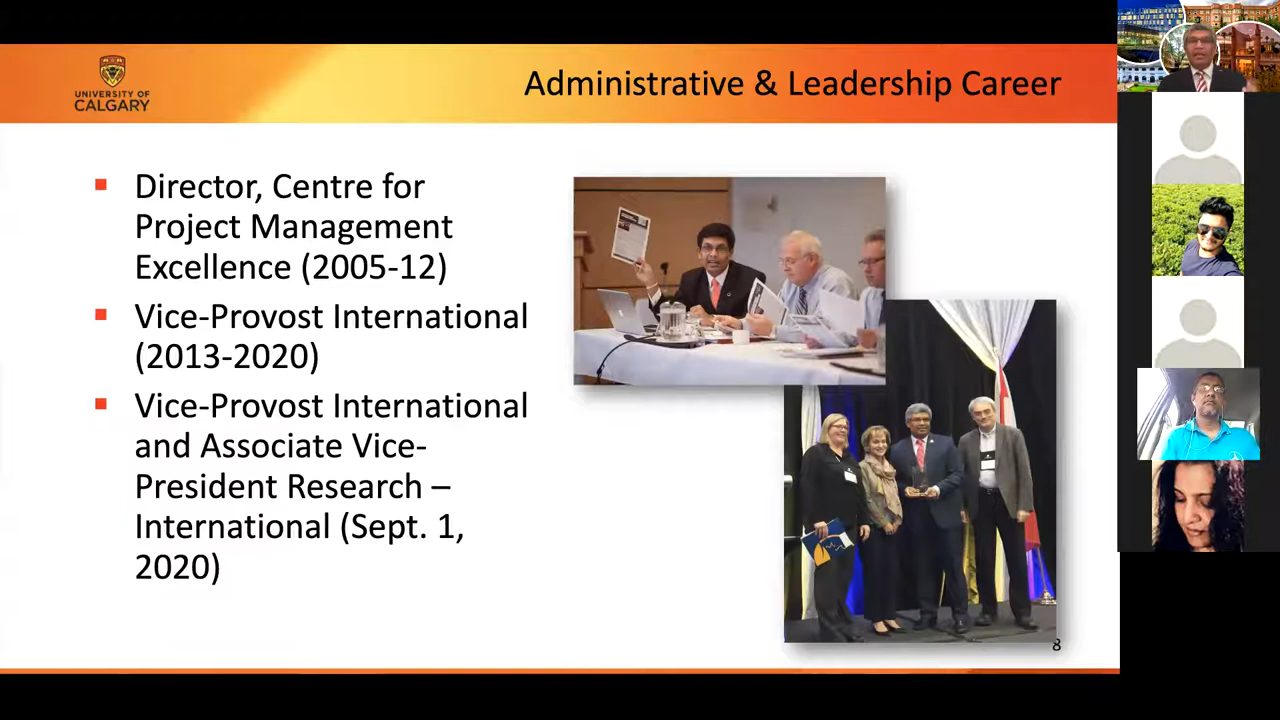 UNIVERSITY OF
CALGARY
Administrative & Leadership Career
Director, Centre for
Project Management
Excellence (2005-12)
Vice-Provost International
(2013-2020)
Vice-Provost International
and Associate Vice-
President Research –
International (Sept. 1,
2020)
8